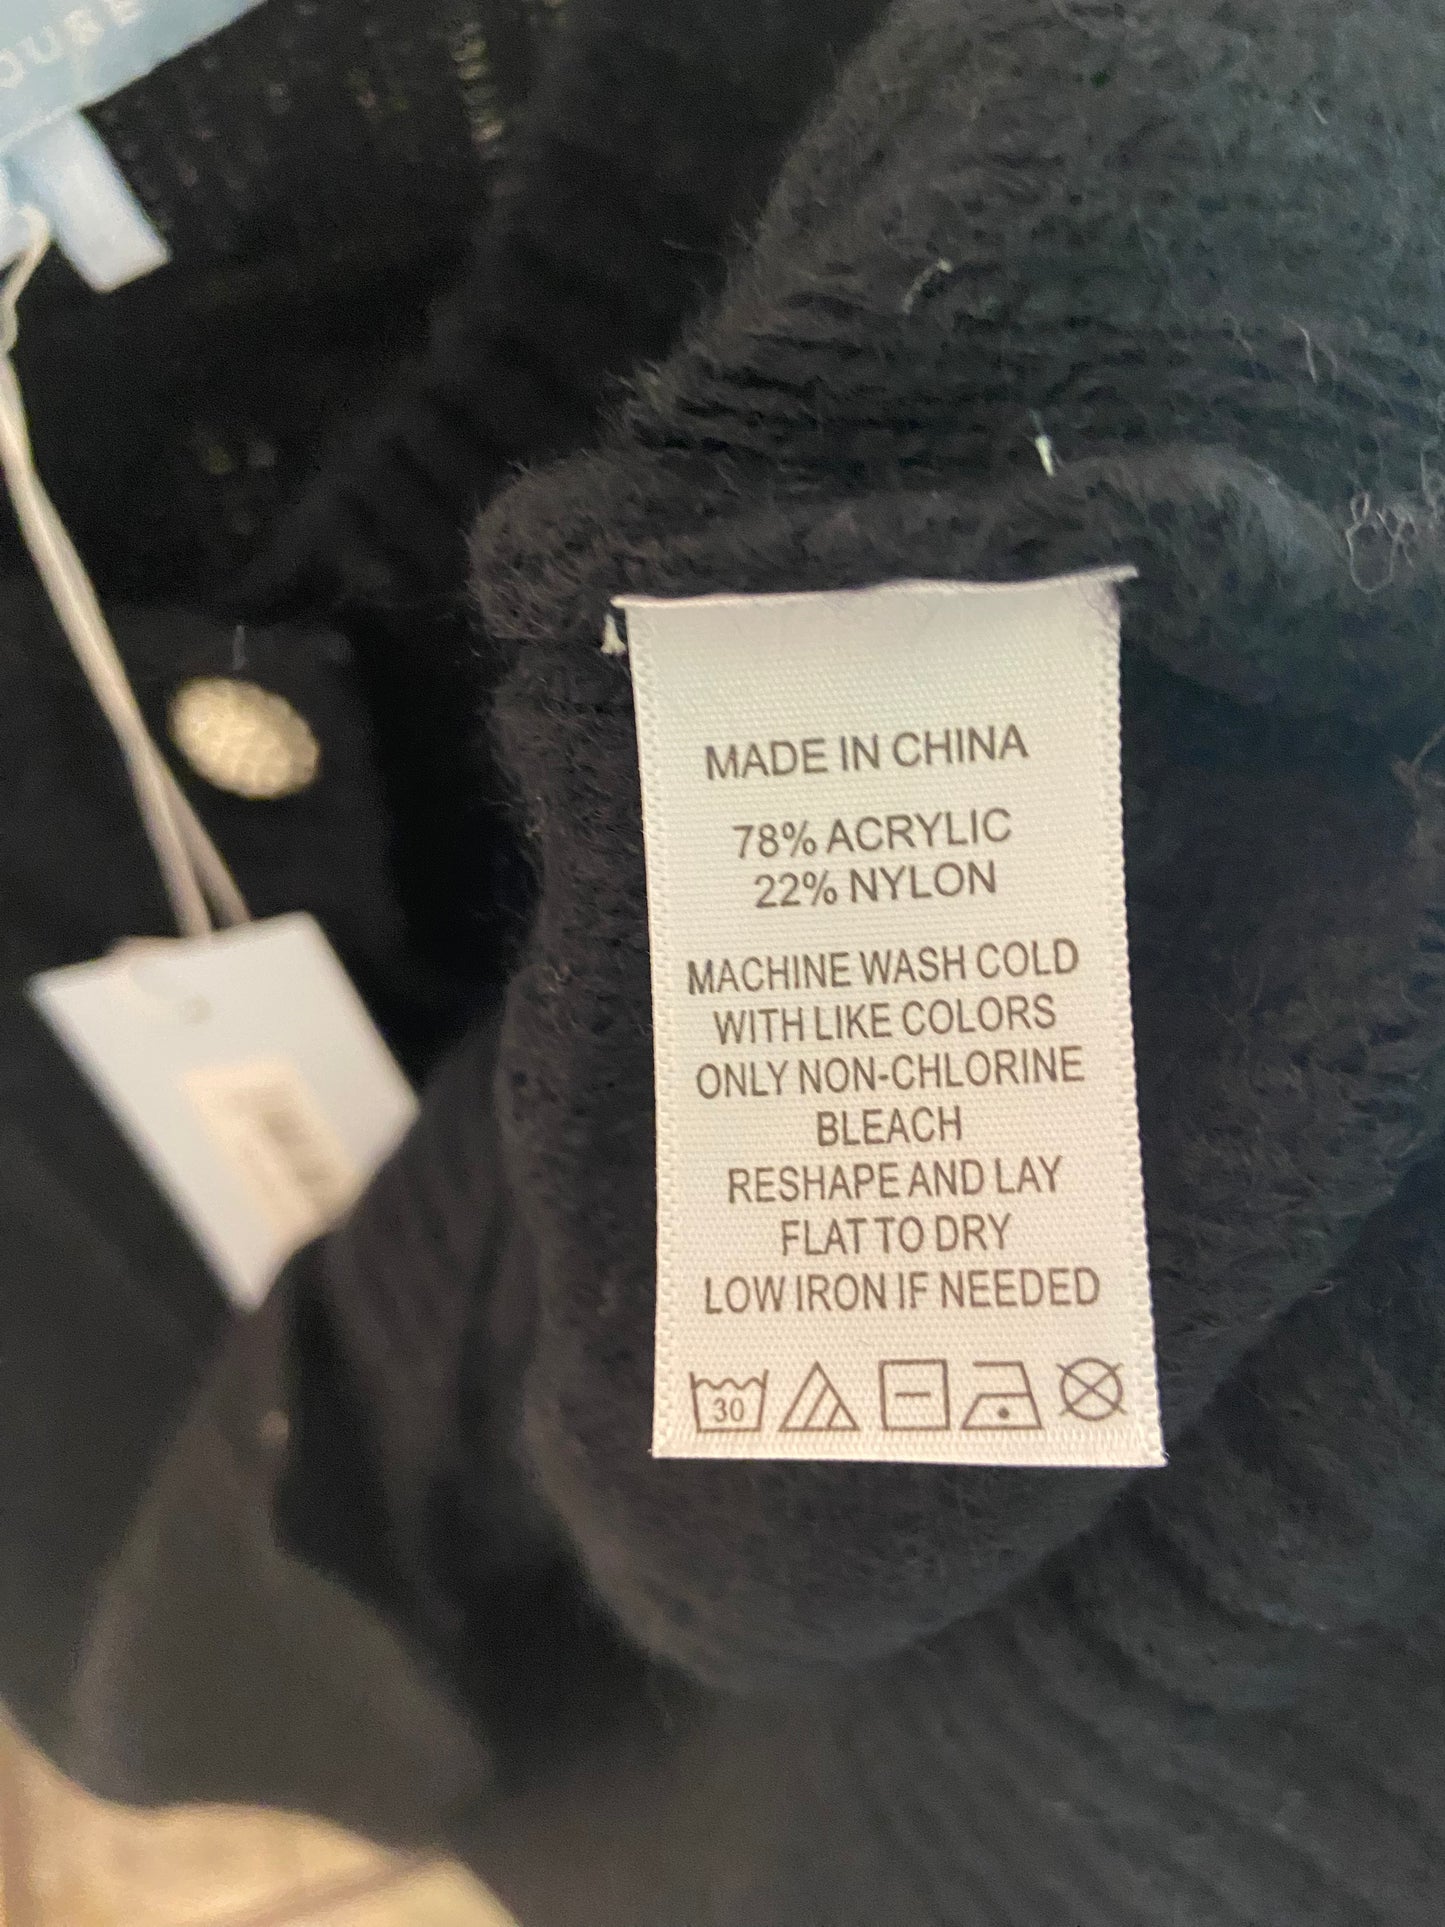 MADE IN CHINA
78% ACRYLIC
22% NYLON
MACHINE WASH COLD
WITH LIKE COLORS
ONLY NON-CHLORINE
BLEACH
RESHAPE AND LAY
FLAT TO DRY
LOW IRON IF NEEDED
30